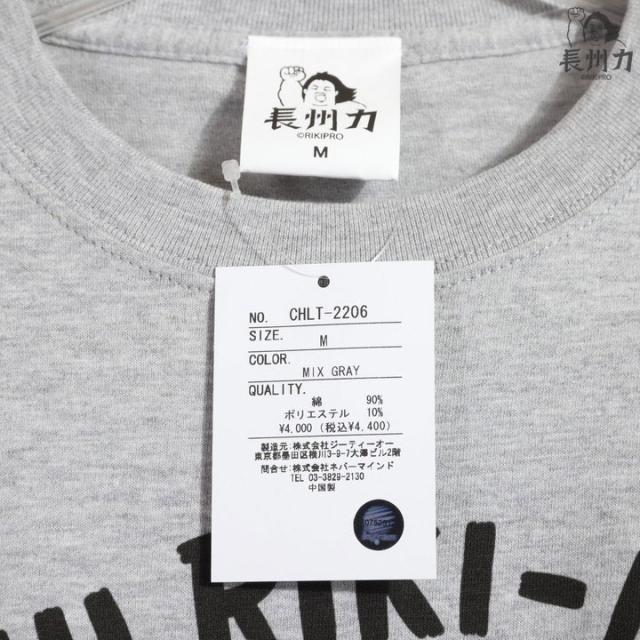 長州力
長州力
©RIKIPRO
M
NO. CHLT-2206
SIZE. M
COLOR.
MIX GRAY
QUALITY.
綿 90%
ポリエステル 10%
¥4,000 (税込¥4,400)
製造元:株式会社ジーティーオー
東京都墨田区横川3-9-7大澤ビル2階
問合せ:株式会社ネバーマインド
TEL 03-3829-2130
中国製
RIKI-